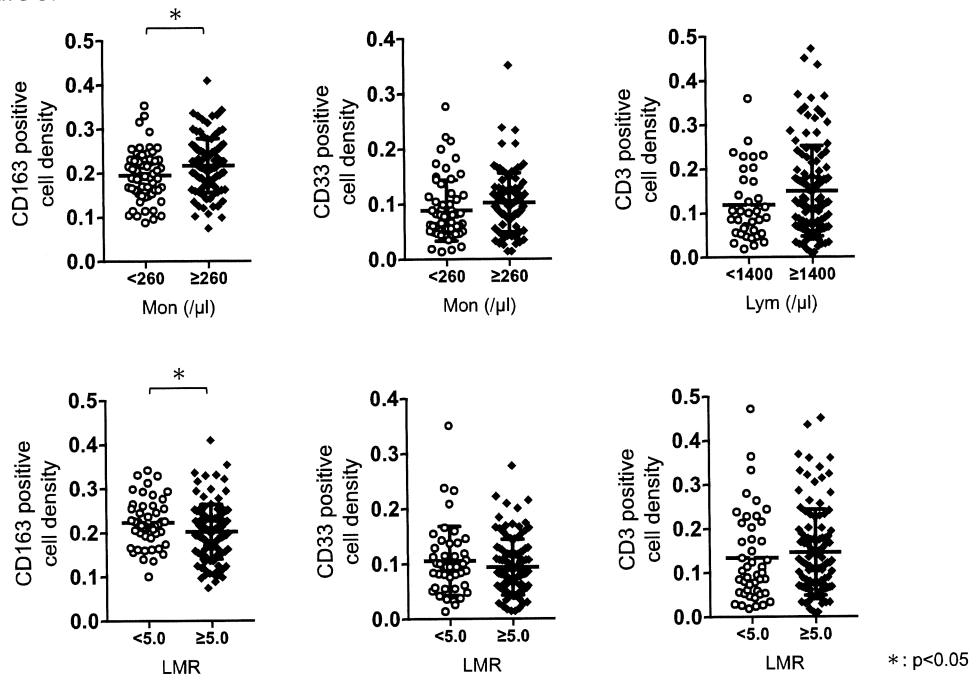 *
0.5
0.4
0.3
0.2
0.1
0.0
CD163 positive
cell density
<260 ≥260
Mon (/µl)
0.4
0.3
0.2
0.1
0.0
CD33 positive
cell density
<260 ≥260
Mon (/µl)
0.5
0.4
0.3
0.2
0.1
0.0
CD3 positive
cell density
<1400 ≥1400
Lym (/µl)
*
0.5
0.4
0.3
0.2
0.1
0.0
CD163 positive
cell density
<5.0 ≥5.0
LMR
0.4
0.3
0.2
0.1
0.0
CD33 positive
cell density
<5.0 ≥5.0
LMR
0.5
0.4
0.3
0.2
0.1
0.0
CD3 positive
cell density
<5.0 ≥5.0
LMR
*: p<0.05